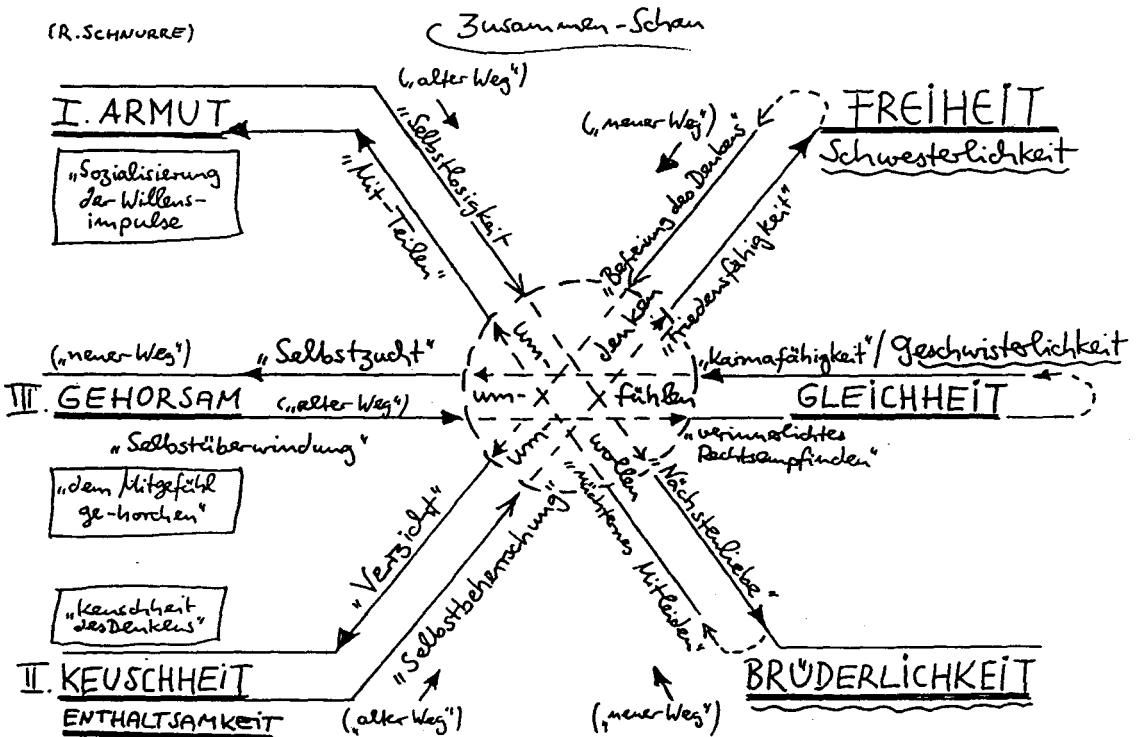 (R. SCHNURRE)
Zusammen-Schau
(„alter Weg“)
I. ARMUT
„Selbstlosigkeit
„Mit-Teilen“
„Sozialisierung
der Willens-
impulse
(„neuer Weg“)
„Befreiung des Denkens“
FREiHEiT
Schwesterlichkeit
„Friedensfähigkeit“
um-
denken
(„neuer Weg“)
„Selbstzucht“
„Karmafähigkeit“/Geschwisterlichkeit
III. GEHORSAM
(„alter Weg“)
um-
fühlen
GLEiCHHEiT
„Selbstüberwindung“
„verinnerlichtes
Rechtsempfinden“
„dem Mitgefühl
ge-horchen“
um-
wollen
„Verzicht“
„Selbstbeherrschung“
„nüchternes Mitleiden“
„Nächstenliebe“
„Keuschheit
des Denkens“
II. KEUSCHHEiT
ENTHALTSAMKEiT
(„alter Weg“)
(„neuer Weg“)
BRÜDERLiCHKEiT